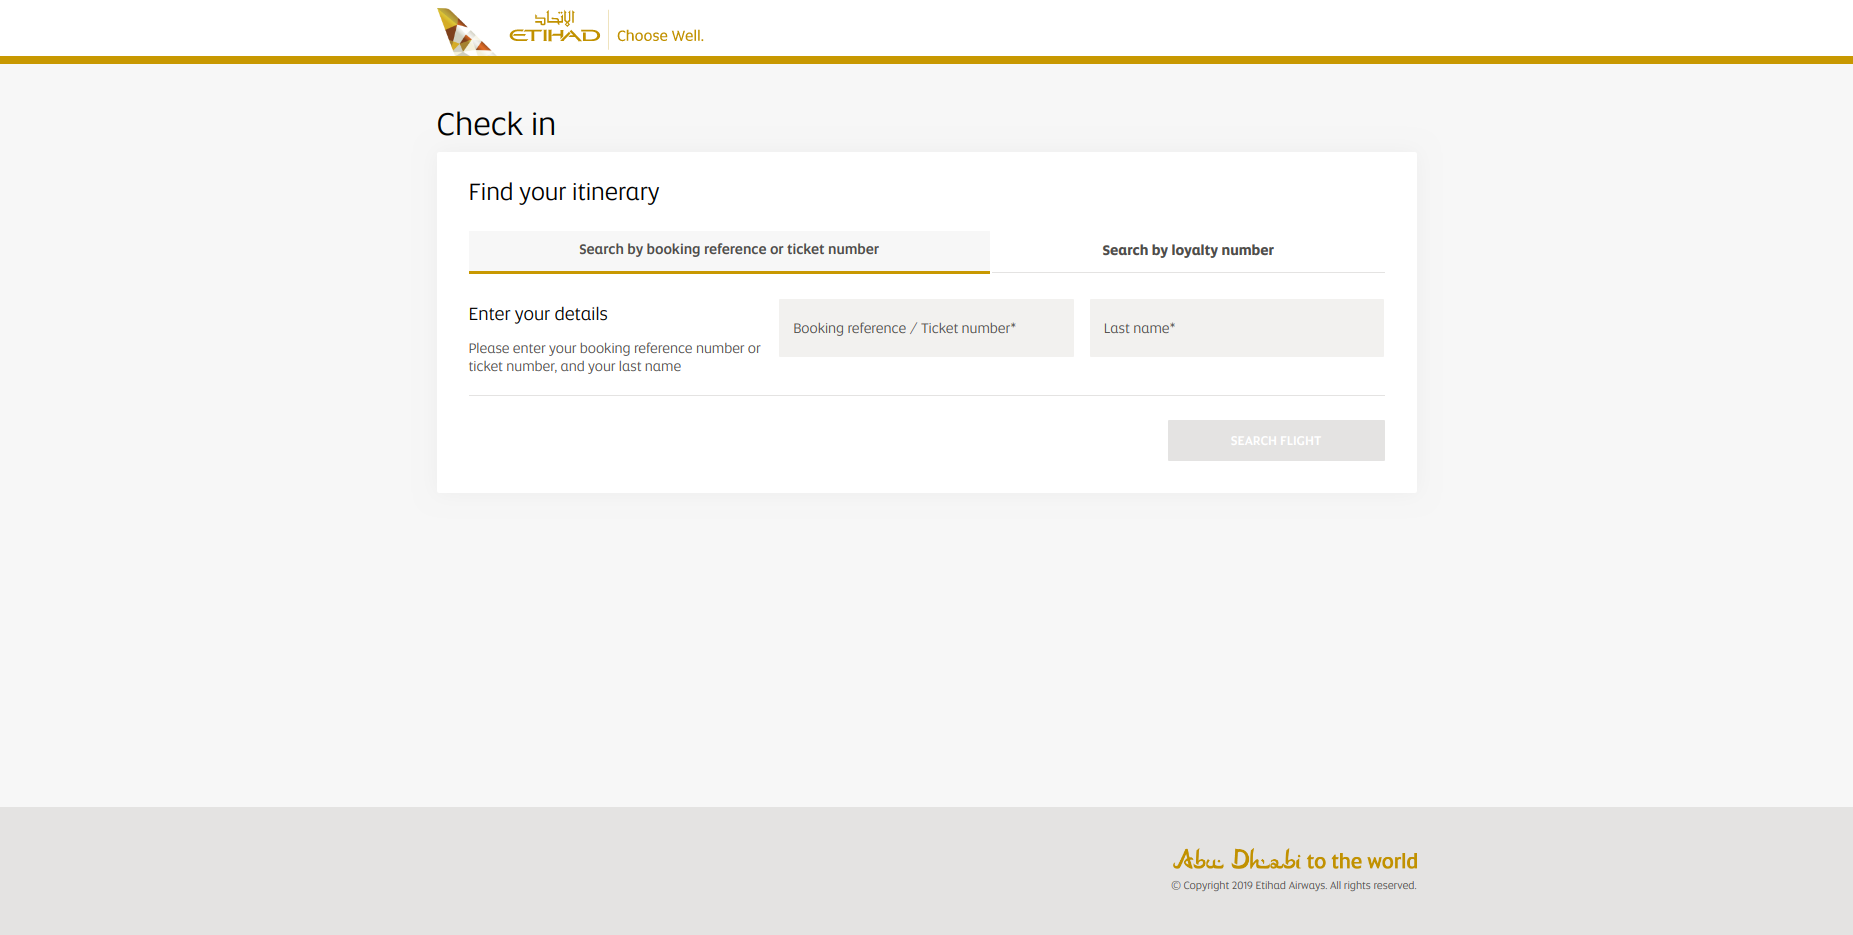 الإتحاد
ETIHAD
Choose Well.
Check in
Find your itinerary
Search by booking reference or ticket number
Search by loyalty number
Enter your details
Please enter your booking reference number or
ticket number, and your last name
Booking reference / Ticket number*
Last name*
SEARCH FLIGHT
Abu Dhabi to the world
© Copyright 2019 Etihad Airways. All rights reserved.